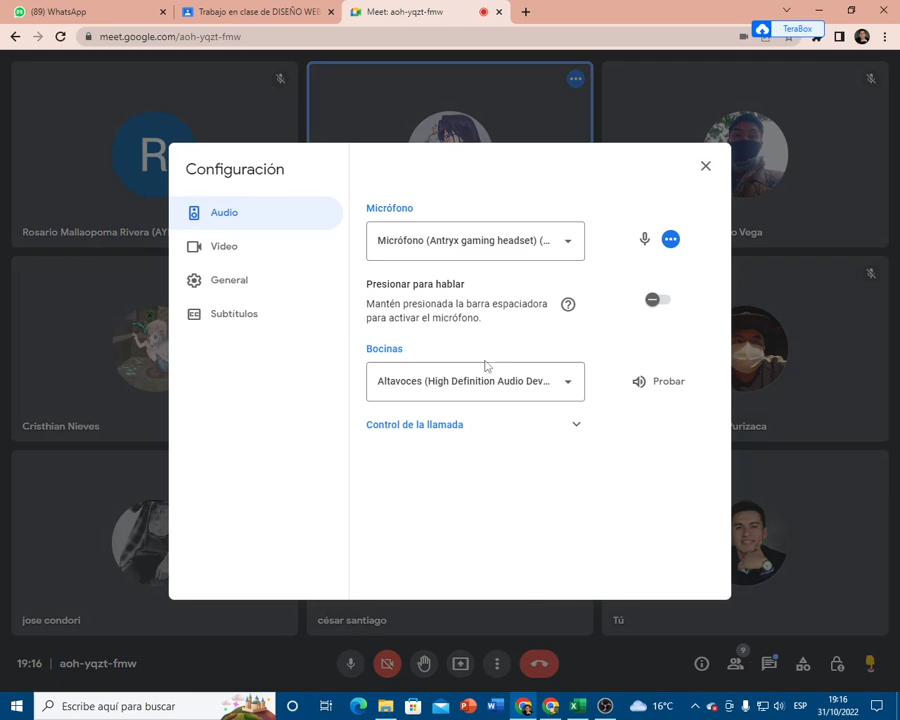 (89) WhatsApp
Trabajo en clase de DISEÑO WEB
Meet: aoh-yqzt-fmw
meet.google.com/aoh-yqzt-fmw
TeraBox
R
Configuración
Audio
Video
General
Subtítulos
Micrófono
Micrófono (Antryx gaming headset) (...
Presionar para hablar
Mantén presionada la barra espaciadora
para activar el micrófono.
Bocinas
Altavoces (High Definition Audio Dev...
Probar
Control de la llamada
Rosario Mallaopoma Rivera (AY
Vega
Cristhian Nieves
jose condori
césar santiago
Tú
19:16 | aoh-yqzt-fmw
9
Escribe aquí para buscar
16°C
ESP
19:16
31/10/2022